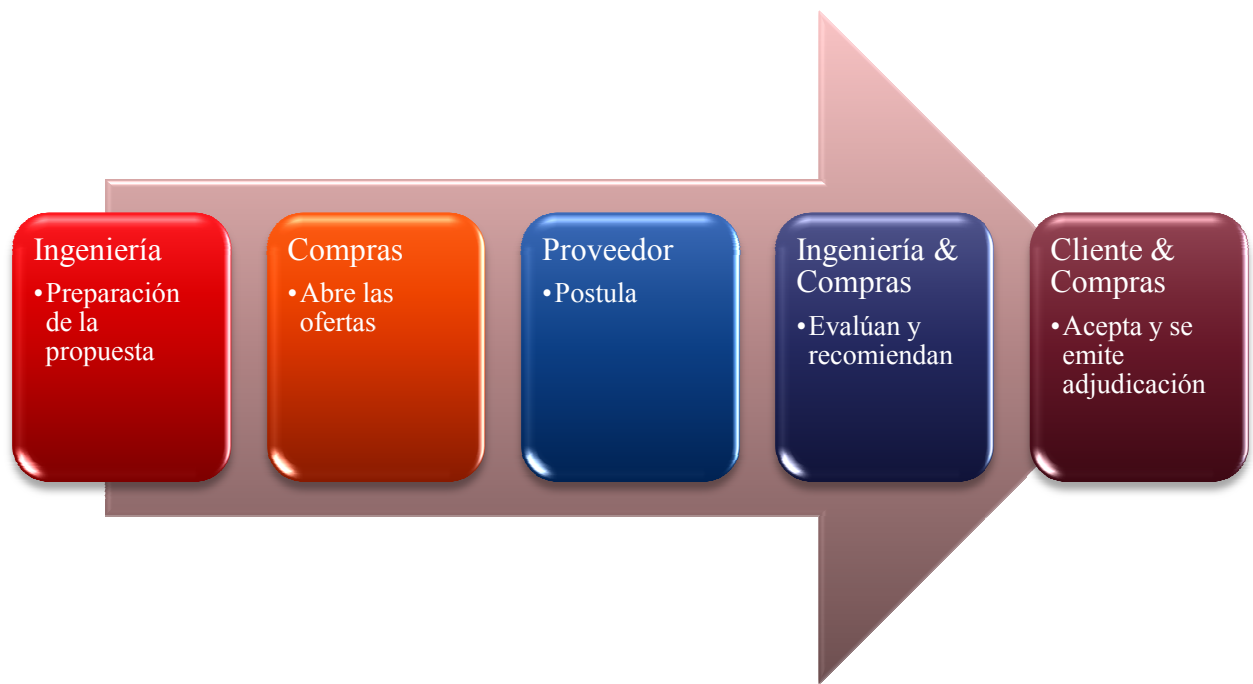 Ingeniería
•Preparación
de la
propuesta
Compras
•Abre las
ofertas
Proveedor
•Postula
Ingeniería &
Compras
•Evalúan y
recomiendan
Cliente &
Compras
•Acepta y se
emite
adjudicación